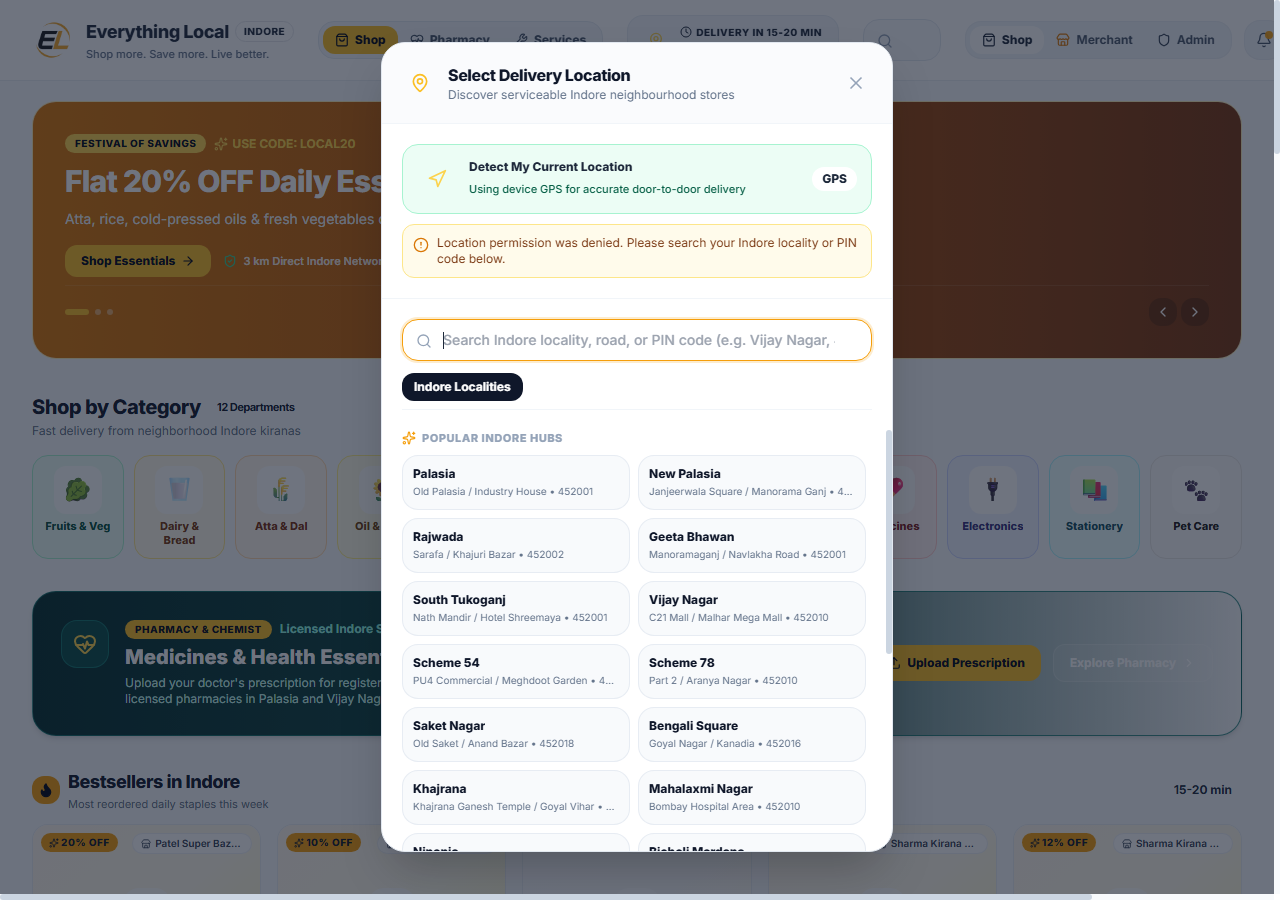 EL
Everything Local
INDORE
Shop more. Save more. Live better.
Shop
Pharmacy
Services
DELIVERY IN 15-20 MIN
Shop
Merchant
Admin
Select Delivery Location
Discover serviceable Indore neighbourhood stores
FESTIVAL OF SAVINGS
USE CODE: LOCAL20
Flat 20% OFF Daily Ess
Atta, rice, cold-pressed oils & fresh vegetables
Shop Essentials
3 km Direct Indore Networ
Detect My Current Location
Using device GPS for accurate door-to-door delivery
GPS
Location permission was denied. Please search your Indore locality or PIN
code below.
Search Indore locality, road, or PIN code (e.g. Vijay Nagar,
Indore Localities
Shop by Category
12 Departments
Fast delivery from neighborhood Indore kiranas
Fruits & Veg
Dairy &
Bread
Atta & Dal
Oil &
cines
Electronics
Stationery
Pet Care
POPULAR INDORE HUBS
Palasia
Old Palasia / Industry House • 452001
New Palasia
Janjeerwala Square / Manorama Ganj • 4...
Rajwada
Sarafa / Khajuri Bazar • 452002
Geeta Bhawan
Manoramaganj / Navlakha Road • 452001
South Tukoganj
Nath Mandir / Hotel Shreemaya • 452001
Vijay Nagar
C21 Mall / Malhar Mega Mall • 452010
Scheme 54
PU4 Commercial / Meghdoot Garden • 4...
Scheme 78
Part 2 / Aranya Nagar • 452010
Saket Nagar
Old Saket / Anand Bazar • 452018
Bengali Square
Goyal Nagar / Kanadia • 452016
Khajrana
Khajrana Ganesh Temple / Goyal Vihar • ...
Mahalaxmi Nagar
Bombay Hospital Area • 452010
PHARMACY & CHEMIST
Licensed Indore S
Medicines & Health Essen
Upload your doctor's prescription for register
licensed pharmacies in Palasia and Vijay Nag
Upload Prescription
Explore Pharmacy
Bestsellers in Indore
Most reordered daily staples this week
15-20 min
20% OFF
Patel Super Baz...
10% OFF
Sharma Kirana ...
12% OFF
Sharma Kirana ...